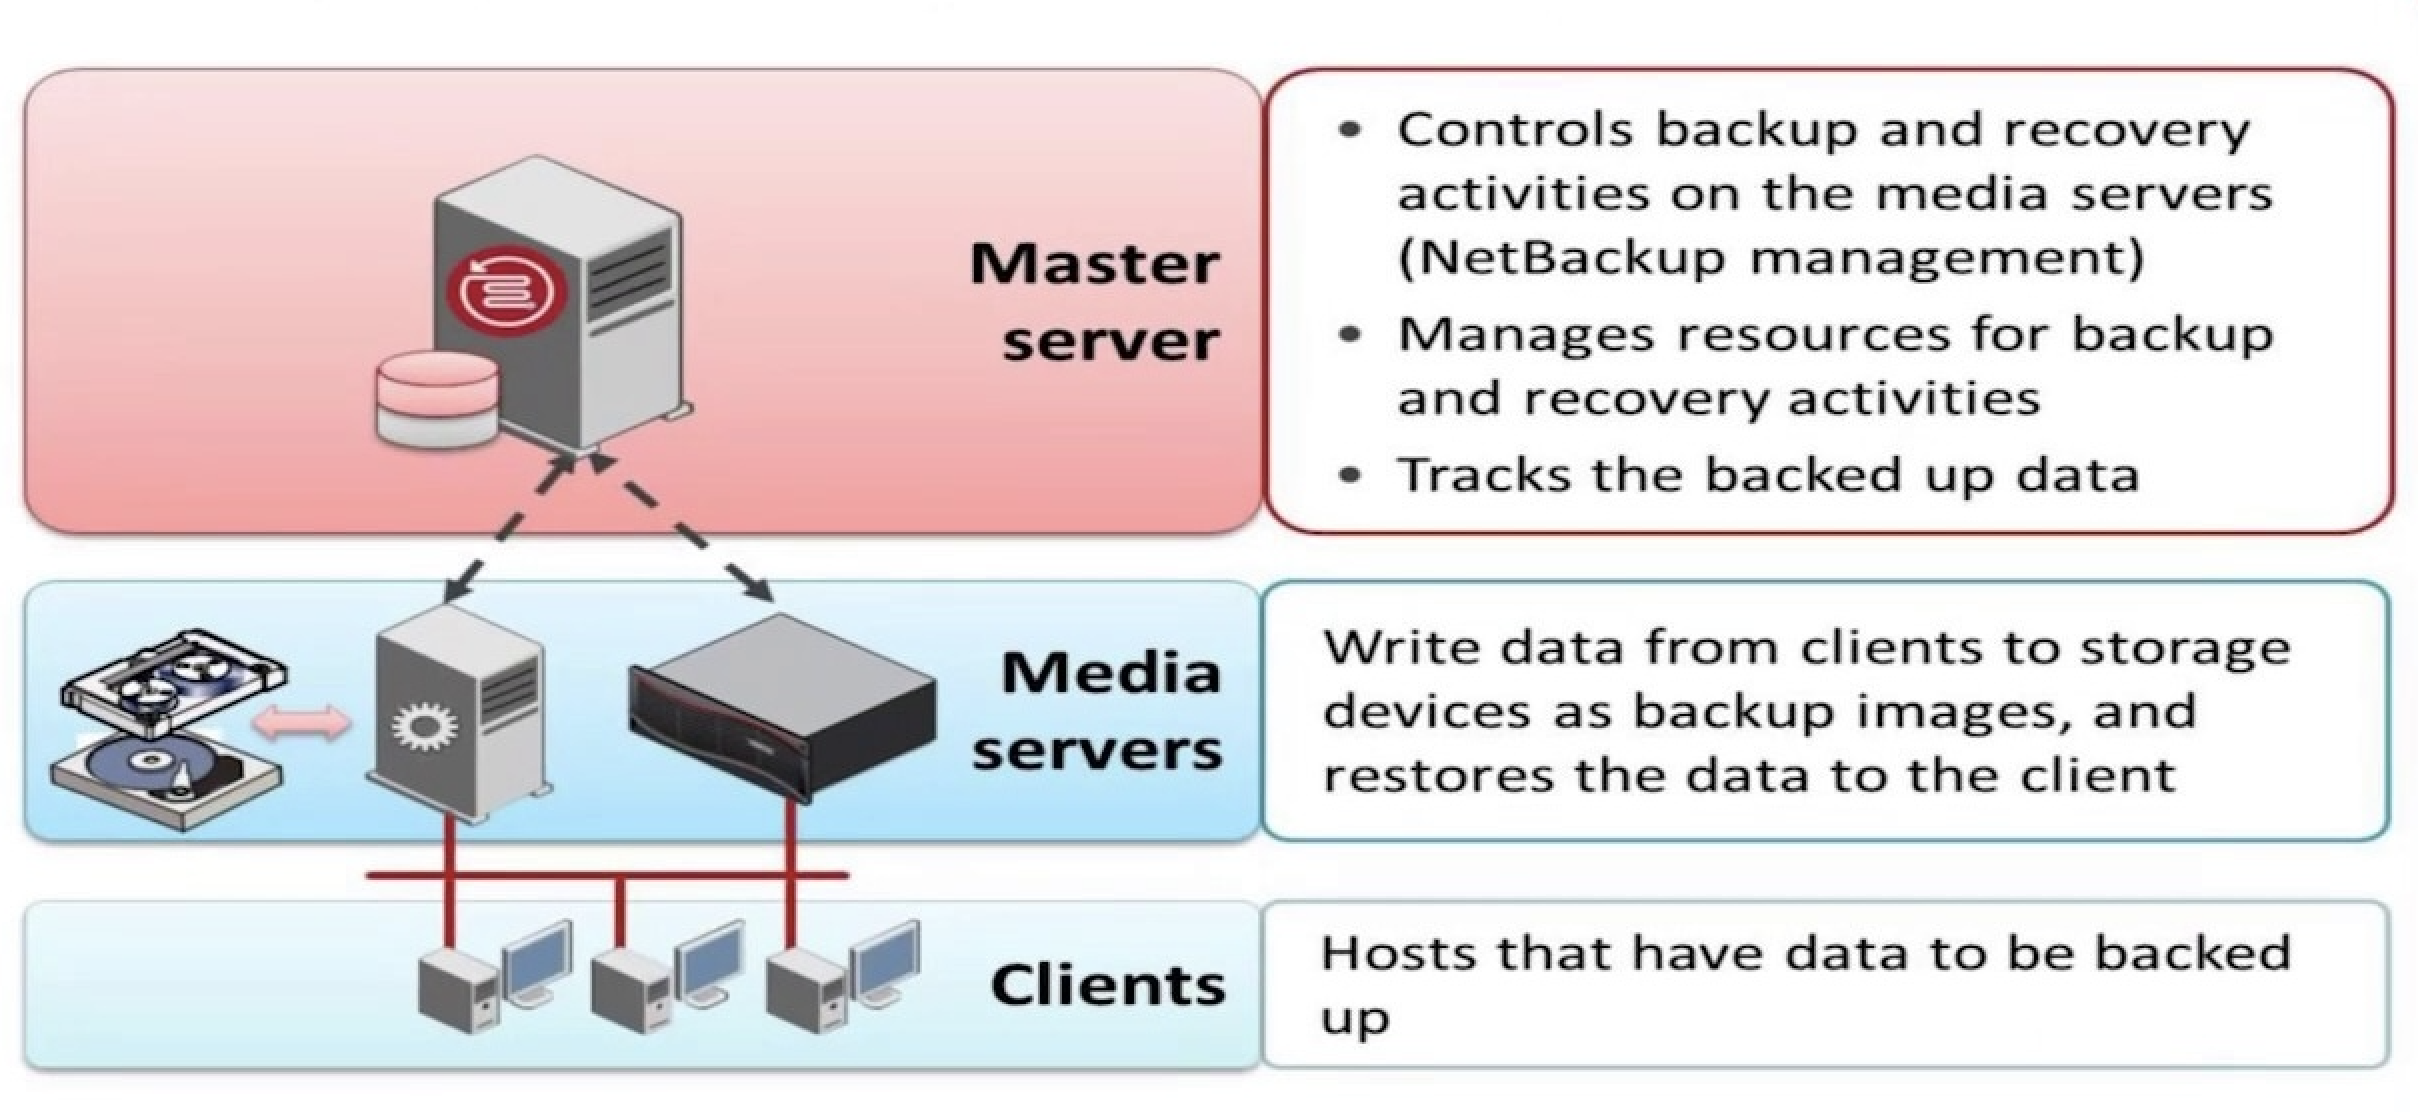 Master
server
• Controls backup and recovery
activities on the media servers
(NetBackup management)
• Manages resources for backup
and recovery activities
• Tracks the backed up data
Media
servers
Write data from clients to storage
devices as backup images, and
restores the data to the client
Clients
Hosts that have data to be backed
up